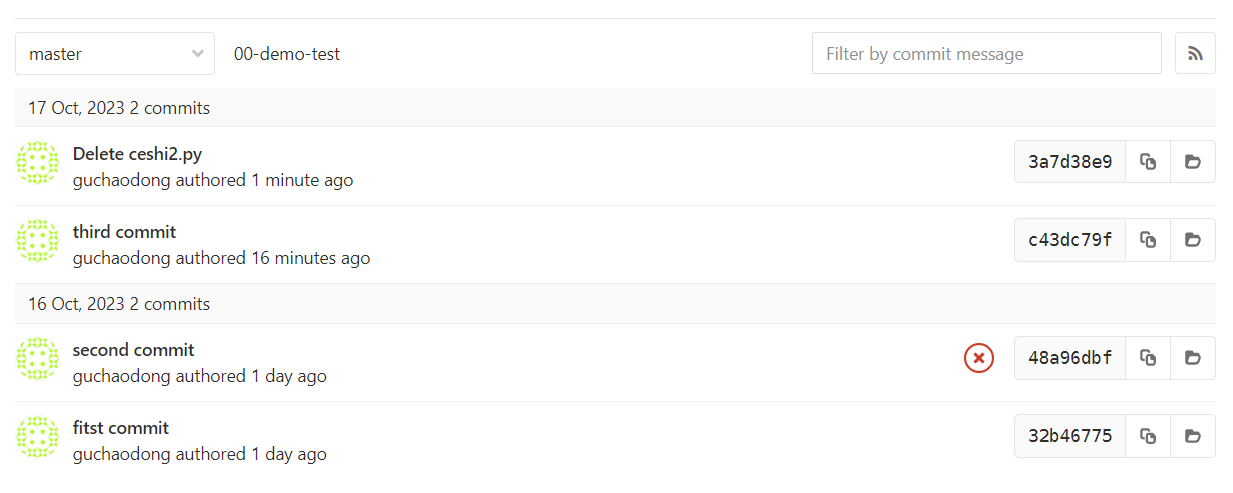 master
00-demo-test
Filter by commit message
17 Oct, 2023 2 commits
Delete ceshi2.py
3a7d38e9
guchaodong authored 1 minute ago
third commit
c43dc79f
guchaodong authored 16 minutes ago
16 Oct, 2023 2 commits
second commit
48a96dbf
guchaodong authored 1 day ago
fitst commit
32b46775
guchaodong authored 1 day ago